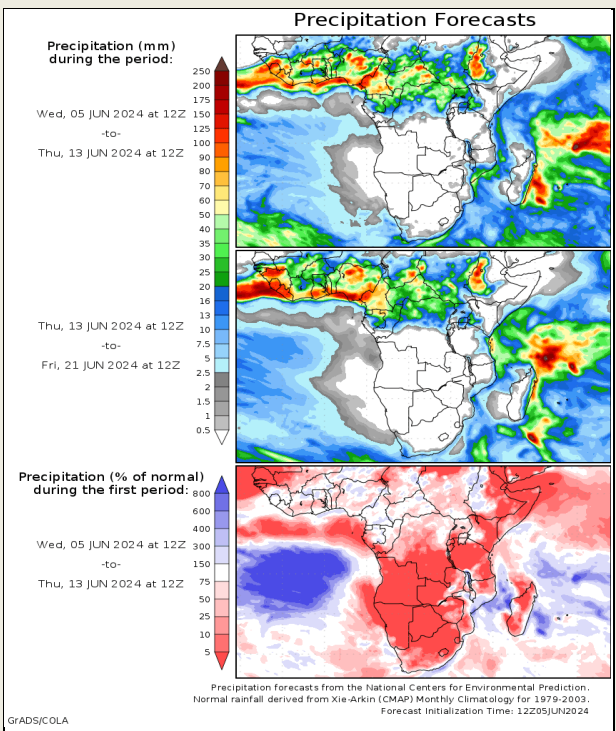 Precipitation Forecasts
Precipitation (mm)
during the period:
Wed, 05 JUN 2024 at 12Z
-to-
Thu, 13 JUN 2024 at 12Z
250
200
175
150
125
100
90
80
70
60
50
40
35
30
25
20
16
13
10
7.5
5
2.5
2
1.5
1
0.5
Thu, 13 JUN 2024 at 12Z
-to-
Fri, 21 JUN 2024 at 12Z
Precipitation (% of normal)
during the first period:
Wed, 05 JUN 2024 at 12Z
-to-
Thu, 13 JUN 2024 at 12Z
800
600
400
300
150
75
50
25
10
5
Precipitation forecasts from the National Centers for Environmental Prediction.
Normal rainfall derived from Xie-Arkin (CMAP) Monthly Climatology for 1979-2003.
Forecast Initialization Time: 12Z05JUN2024
GrADS/COLA